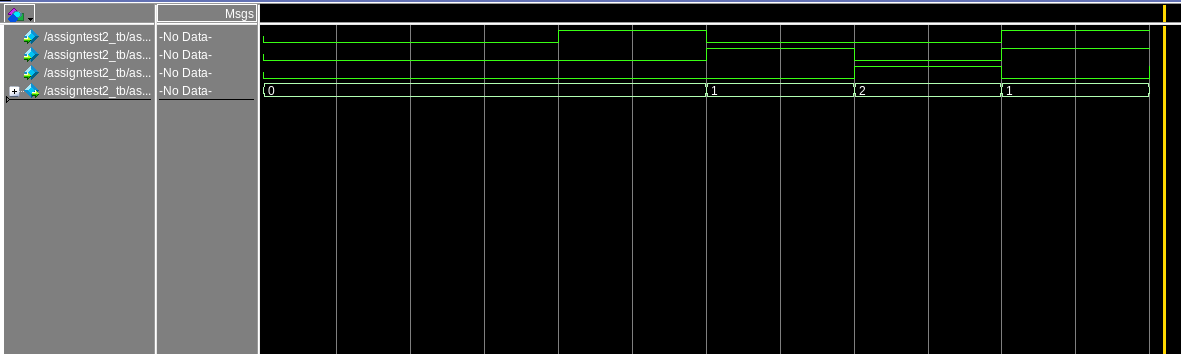 Msgs
/assigntest2_tb/as... -No Data-
/assigntest2_tb/as... -No Data-
/assigntest2_tb/as... -No Data-
/assigntest2_tb/as... -No Data- 0 1 2 1